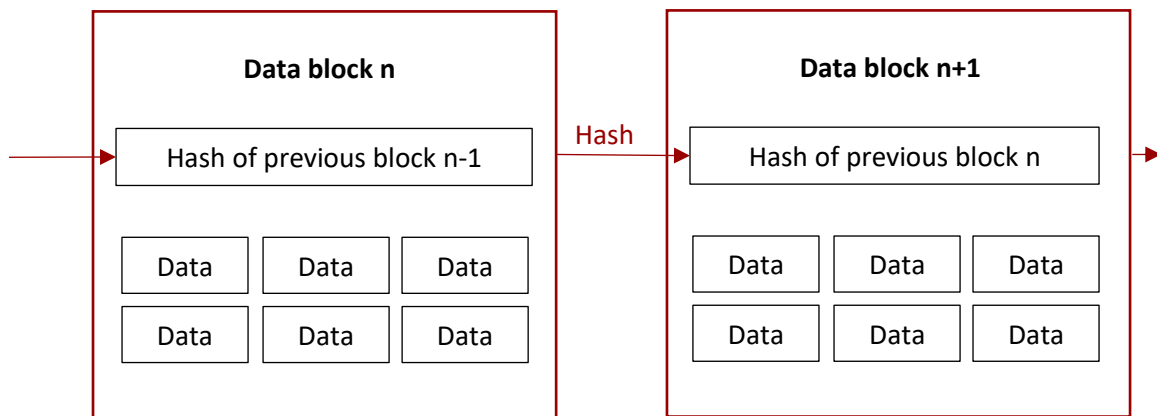 Data block n
Data block n+1
Hash of previous block n-1
Hash
Hash of previous block n
Data Data Data
Data Data Data
Data Data Data
Data Data Data